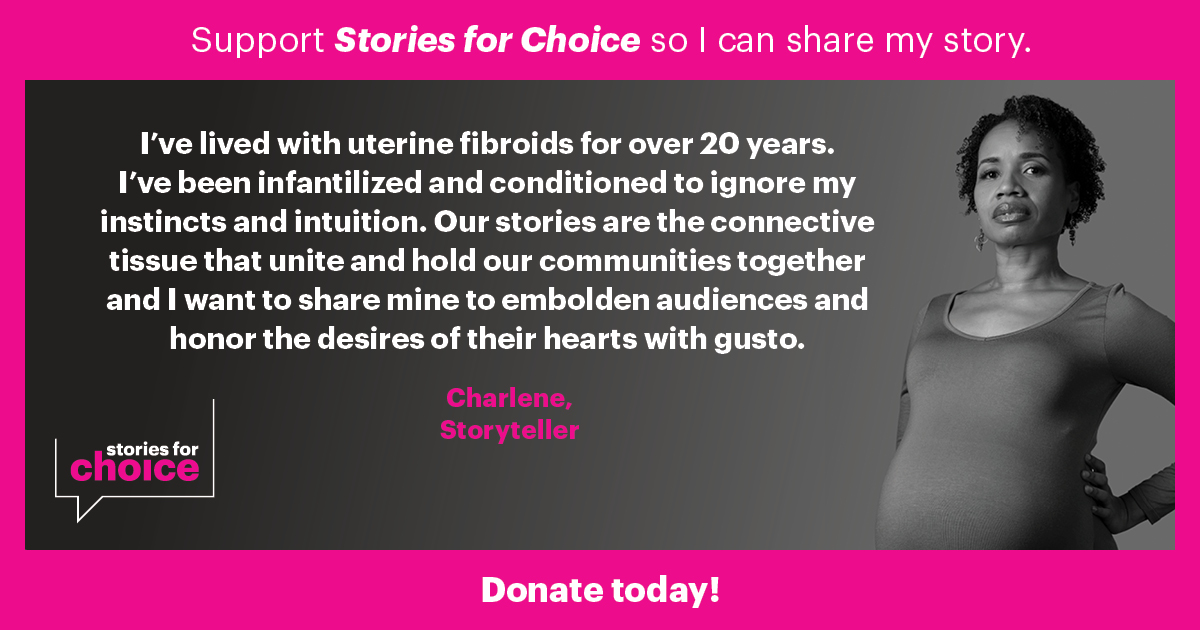 Support Stories for Choice so I can share my story.
I’ve lived with uterine fibroids for over 20 years.
I’ve been infantilized and conditioned to ignore my
instincts and intuition. Our stories are the connective
tissue that unite and hold our communities together
and I want to share mine to embolden audiences and
honor the desires of their hearts with gusto.
Charlene,
Storyteller
stories for
choice
Donate today!